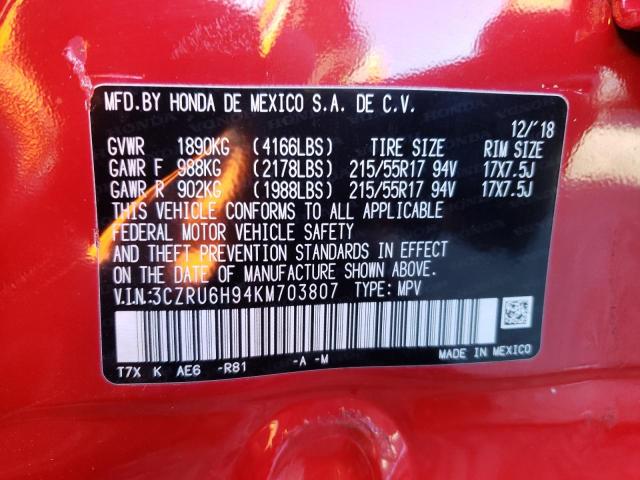 MFD.BY HONDA DE MEXICO S.A. DE C.V.
12/'18
GVWR 1890KG (4166LBS) TIRE SIZE RIM SIZE
GAWR F 988KG (2178LBS) 215/55R17 94V 17X7.5J
GAWR R 902KG (1988LBS) 215/55R17 94V 17X7.5J
THIS VEHICLE CONFORMS TO ALL APPLICABLE
FEDERAL MOTOR VEHICLE SAFETY
AND THEFT PREVENTION STANDARDS IN EFFECT
ON THE DATE OF MANUFACTURE SHOWN ABOVE.
V.I.N:3CZRU6H94KM703807 TYPE: MPV
MADE IN MEXICO
T7X K AE6 -R81 -A -M